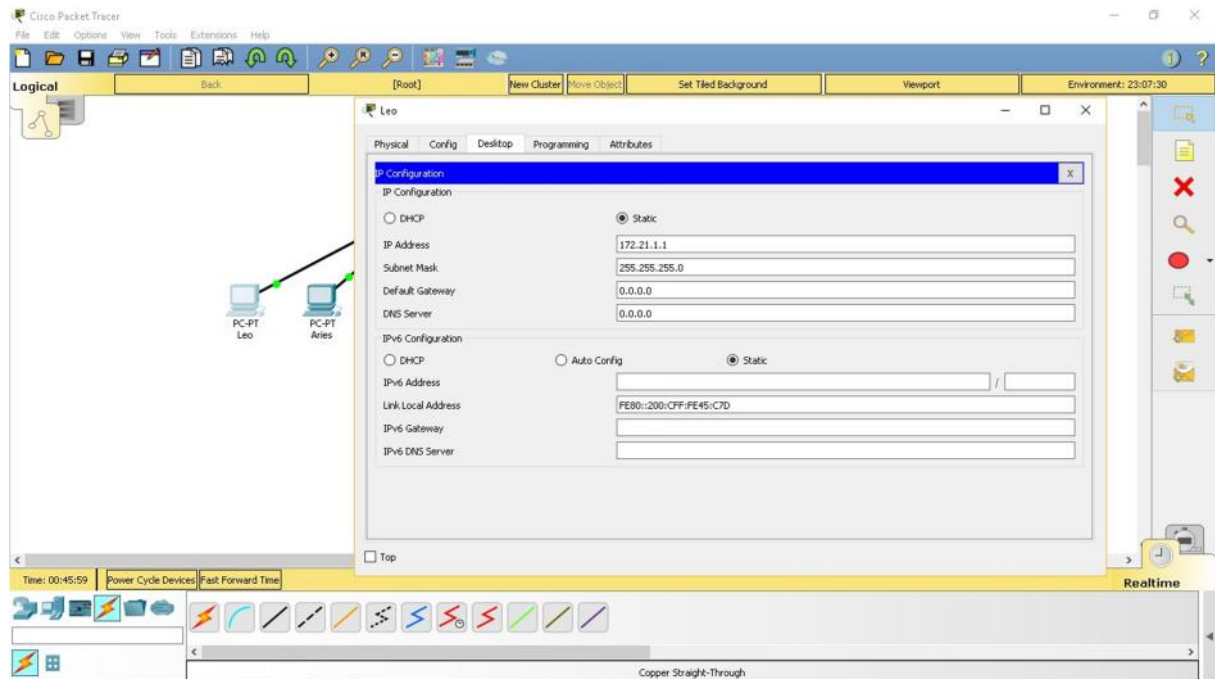 Cisco Packet Tracer
File Edit Options View Tools Extensions Help
Logical Back [Root] New Cluster Move Object Set Tiled Background Viewport Environment: 23:07:30
Leo
Physical Config Desktop Programming Attributes
IP Configuration X
IP Configuration
DHCP Static
IP Address 172.21.1.1
Subnet Mask 255.255.255.0
Default Gateway 0.0.0.0
DNS Server 0.0.0.0
IPv6 Configuration
DHCP Auto Config Static
IPv6 Address /
Link Local Address FE80::200:CFF:FE45:C7D
IPv6 Gateway
IPv6 DNS Server
Top
PC-PT
Leo
PC-PT
Aries
Time: 00:45:59 Power Cycle Devices Fast Forward Time Realtime
Copper Straight-Through